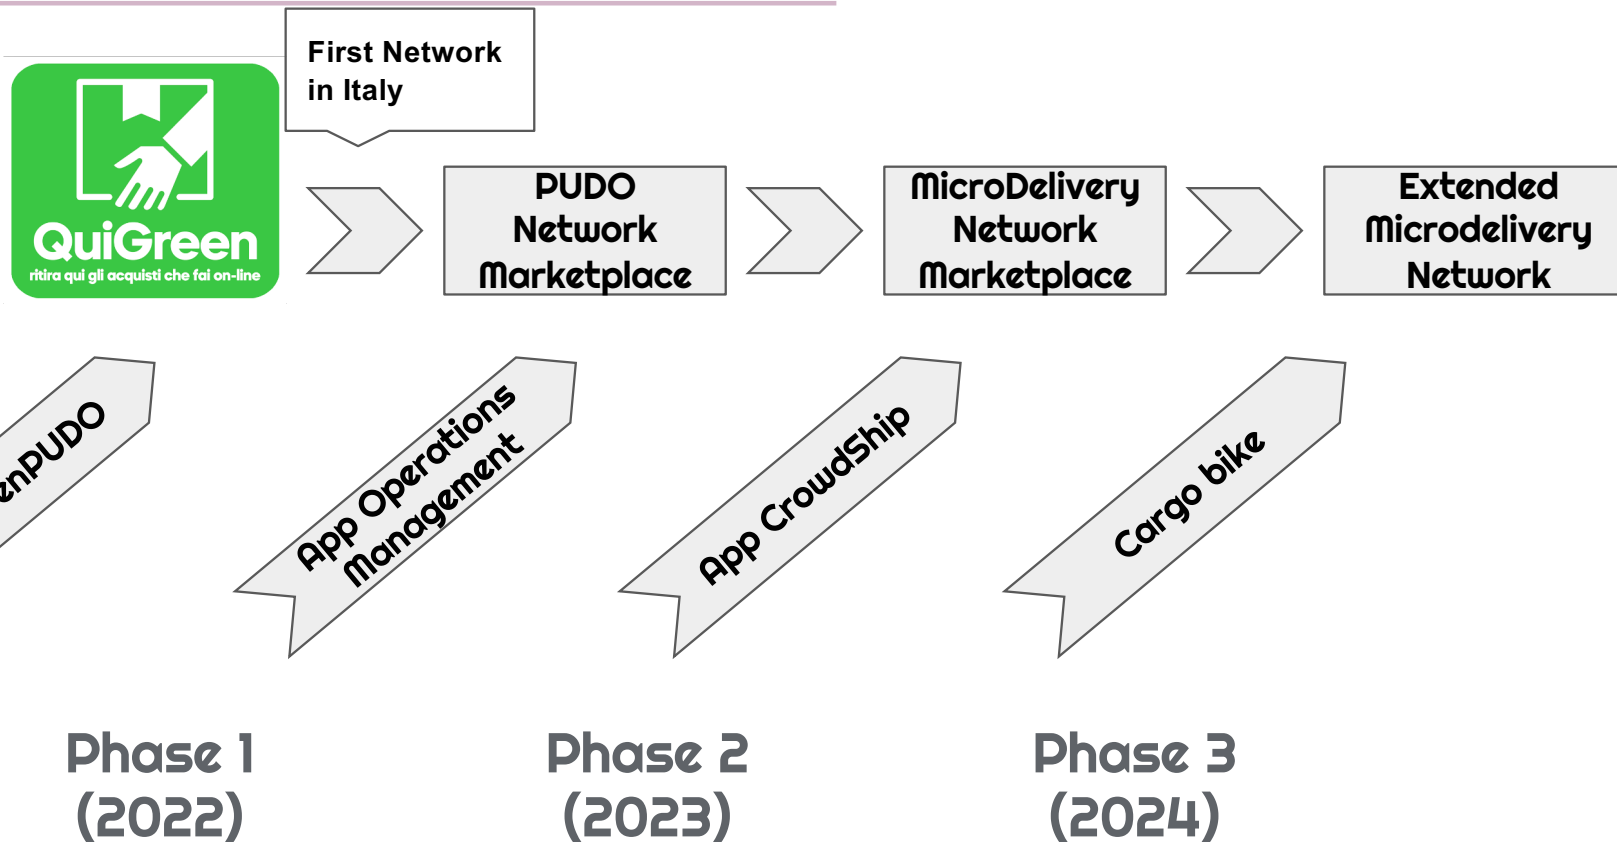 First Network
in Italy
QuiGreen
ritira qui gli acquisti che fai on-line
PUDO
Network
Marketplace
MicroDelivery
Network
Marketplace
Extended
Microdelivery
Network
enPUDO
App Operations
Management
App CrowdShip
Cargo bike
Phase 1
(2022)
Phase 2
(2023)
Phase 3
(2024)